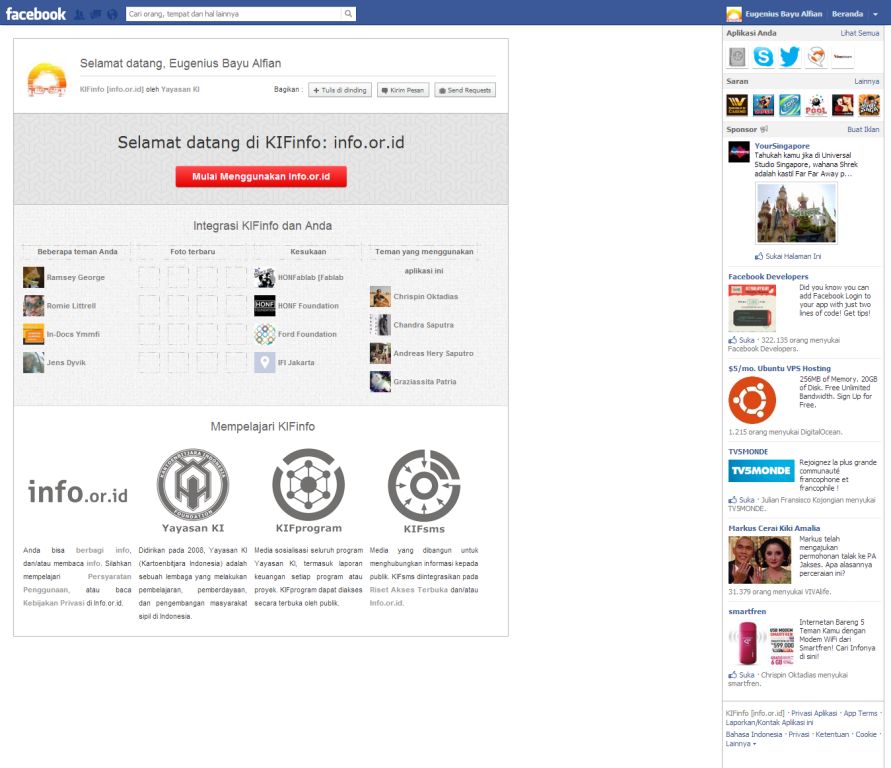 facebook
Cari orang, tempat dan hal lainnya
Eugenius Bayu Alfian
Beranda
Selamat datang, Eugenius Bayu Alfian
KIFinfo [info.or.id] oleh Yayasan KI
Bagikan :
+ Tulis di dinding
Kirim Pesan
Send Requests
Selamat datang di KIFinfo: info.or.id
Mulai Menggunakan Info.or.id
Integrasi KIFinfo dan Anda
Beberapa teman Anda
Ramsey George
Romie Littrell
In-Docs Ymmfi
Jens Dyvik
Foto terbaru
Kesukaan
HONFablab (Fablab
HONF Foundation
Ford Foundation
IFI Jakarta
Teman yang menggunakan
aplikasi ini
Chrispin Oktadias
Chandra Saputra
Andreas Hery Saputro
Graziassita Patria
Mempelajari KIFinfo
info.or.id
Anda bisa berbagi info,
dan/atau membaca info. Silahkan
mempelajari Persyaratan
Penggunaan, atau baca
Kebijakan Privasi di Info.or.id.
KARTOENBITJARA INDONESIA
FOUNDATION
Yayasan KI
Didirikan pada 2008, Yayasan KI
(Kartoenbitjara Indonesia) adalah
sebuah lembaga yang melakukan
pembelajaran, pemberdayaan,
dan pengembangan masyarakat
sipil di Indonesia.
KIFprogram
Media sosialisasi seluruh program
Yayasan KI, termasuk laporan
keuangan setiap program atau
proyek. KIFprogram dapat diakses
secara terbuka oleh publik.
KIFsms
Media yang dibangun untuk
menghubungkan informasi kepada
publik. KIFsms diintegrasikan pada
Riset Akses Terbuka dan/atau
Info.or.id.
Aplikasi Anda
Lihat Semua
Saran
Lainnya
POOL
Sponsor
Buat Iklan
YourSingapore
Tahukah kamu jika di Universal
Studio Singapore, wahana Shrek
adalah kastil Far Far Away p...
Sukai Halaman Ini
Facebook Developers
Did you know you can
add Facebook Login to
your app with just two
lines of code! Get tips!
Suka · 322.135 orang menyukai
Facebook Developers.
$5/mo. Ubuntu VPS Hosting
256MB of Memory. 20GB
of Disk. Free Unlimited
Bandwidth. Sign Up for
Free.
1.215 orang menyukai DigitalOcean.
TV5MONDE
TV5MONDE
Rejoignez la plus grande
communauté
francophone et
francophile !
Suka · Julian Fransisco Kojongian menyukai
TV5MONDE.
Markus Cerai Kiki Amalia
Markus telah
mengajukan
permohonan talak ke PA
Jakses. Apa alasannya
perceraian ini?
31.379 orang menyukai VIVAlife.
smartfren
USB MODEM
SMARTFREN
599.000
GRATIS
6 GB
Internetan Bareng 5
Teman Kamu dengan
Modem WiFi dari
Smartfren! Cari Infonya
di sini!
Suka · Chrispin Oktadias menyukai
smartfren.
KIFinfo [info.or.id] · Privasi Aplikasi · App Terms ·
Laporkan/Kontak Aplikasi ini
Bahasa Indonesia · Privasi · Ketentuan · Cookie ·
Lainnya